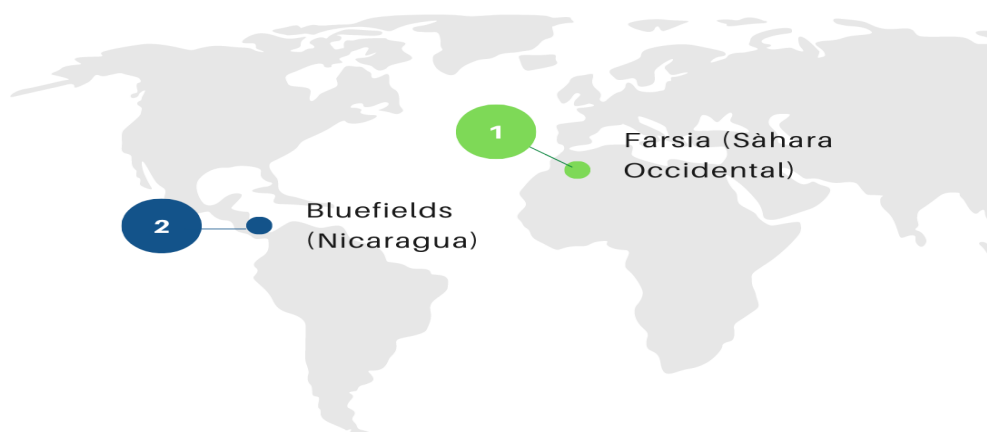 1
Farsia (Sàhara
Occidental)
2
Bluefields
(Nicaragua)